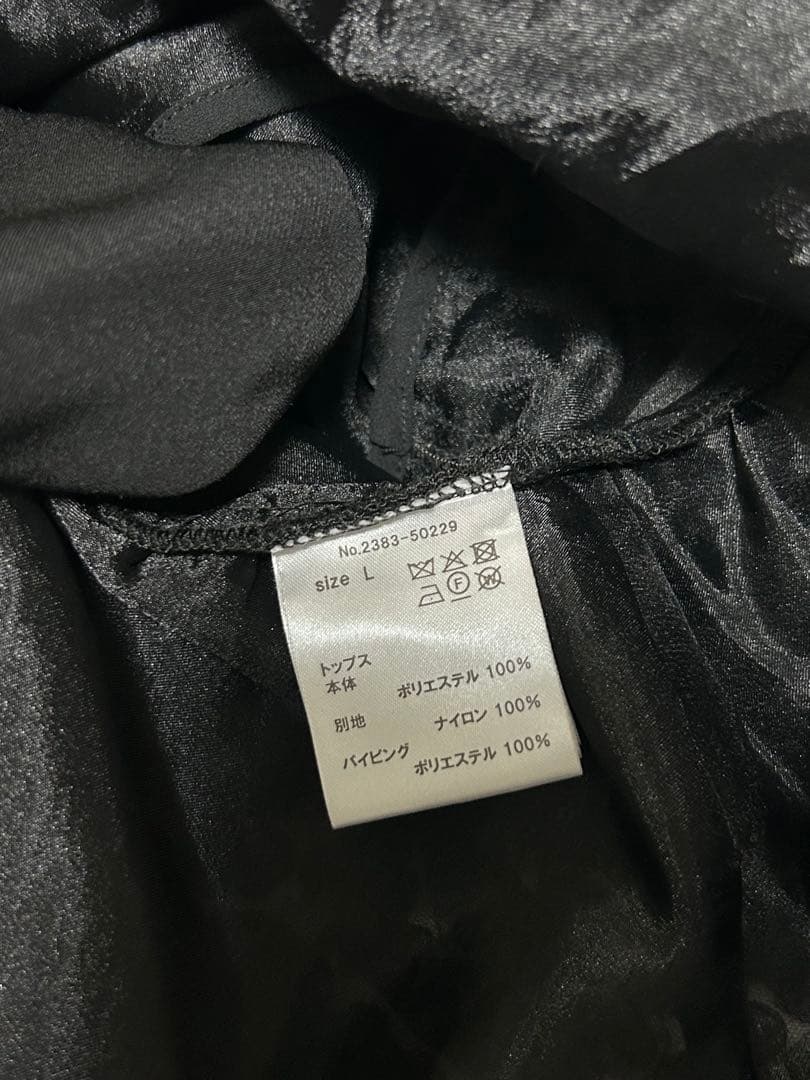 No.2383-50229
size L
F
W
トップス
本体 ポリエステル 100%
別地 ナイロン 100%
パイピング ポリエステル 100%